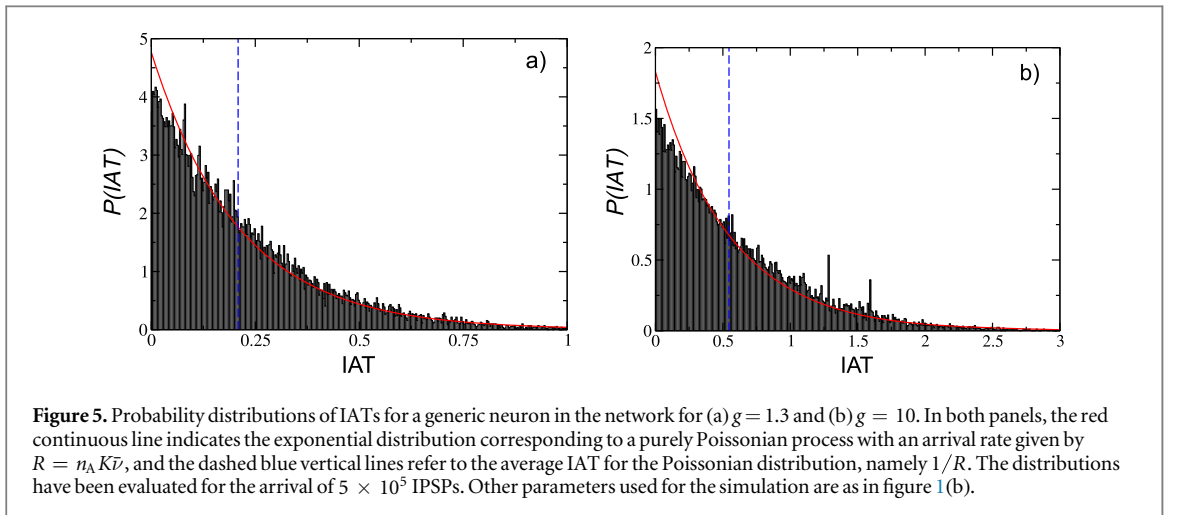 a)
5
4
3
2
1
0
P(IAT)
0 0.25 0.5 0.75 1
IAT
b)
2
1.5
1
0.5
0
P(IAT)
0 0.5 1 1.5 2 2.5 3
IAT
Figure 5. Probability distributions of IATs for a generic neuron in the network for (a) g = 1.3 and (b) g = 10. In both panels, the red
continuous line indicates the exponential distribution corresponding to a purely Poissonian process with an arrival rate given by
R = n_A K ν̄, and the dashed blue vertical lines refer to the average IAT for the Poissonian distribution, namely 1/R. The distributions
have been evaluated for the arrival of 5 × 10⁵ IPSPs. Other parameters used for the simulation are as in figure 1(b).